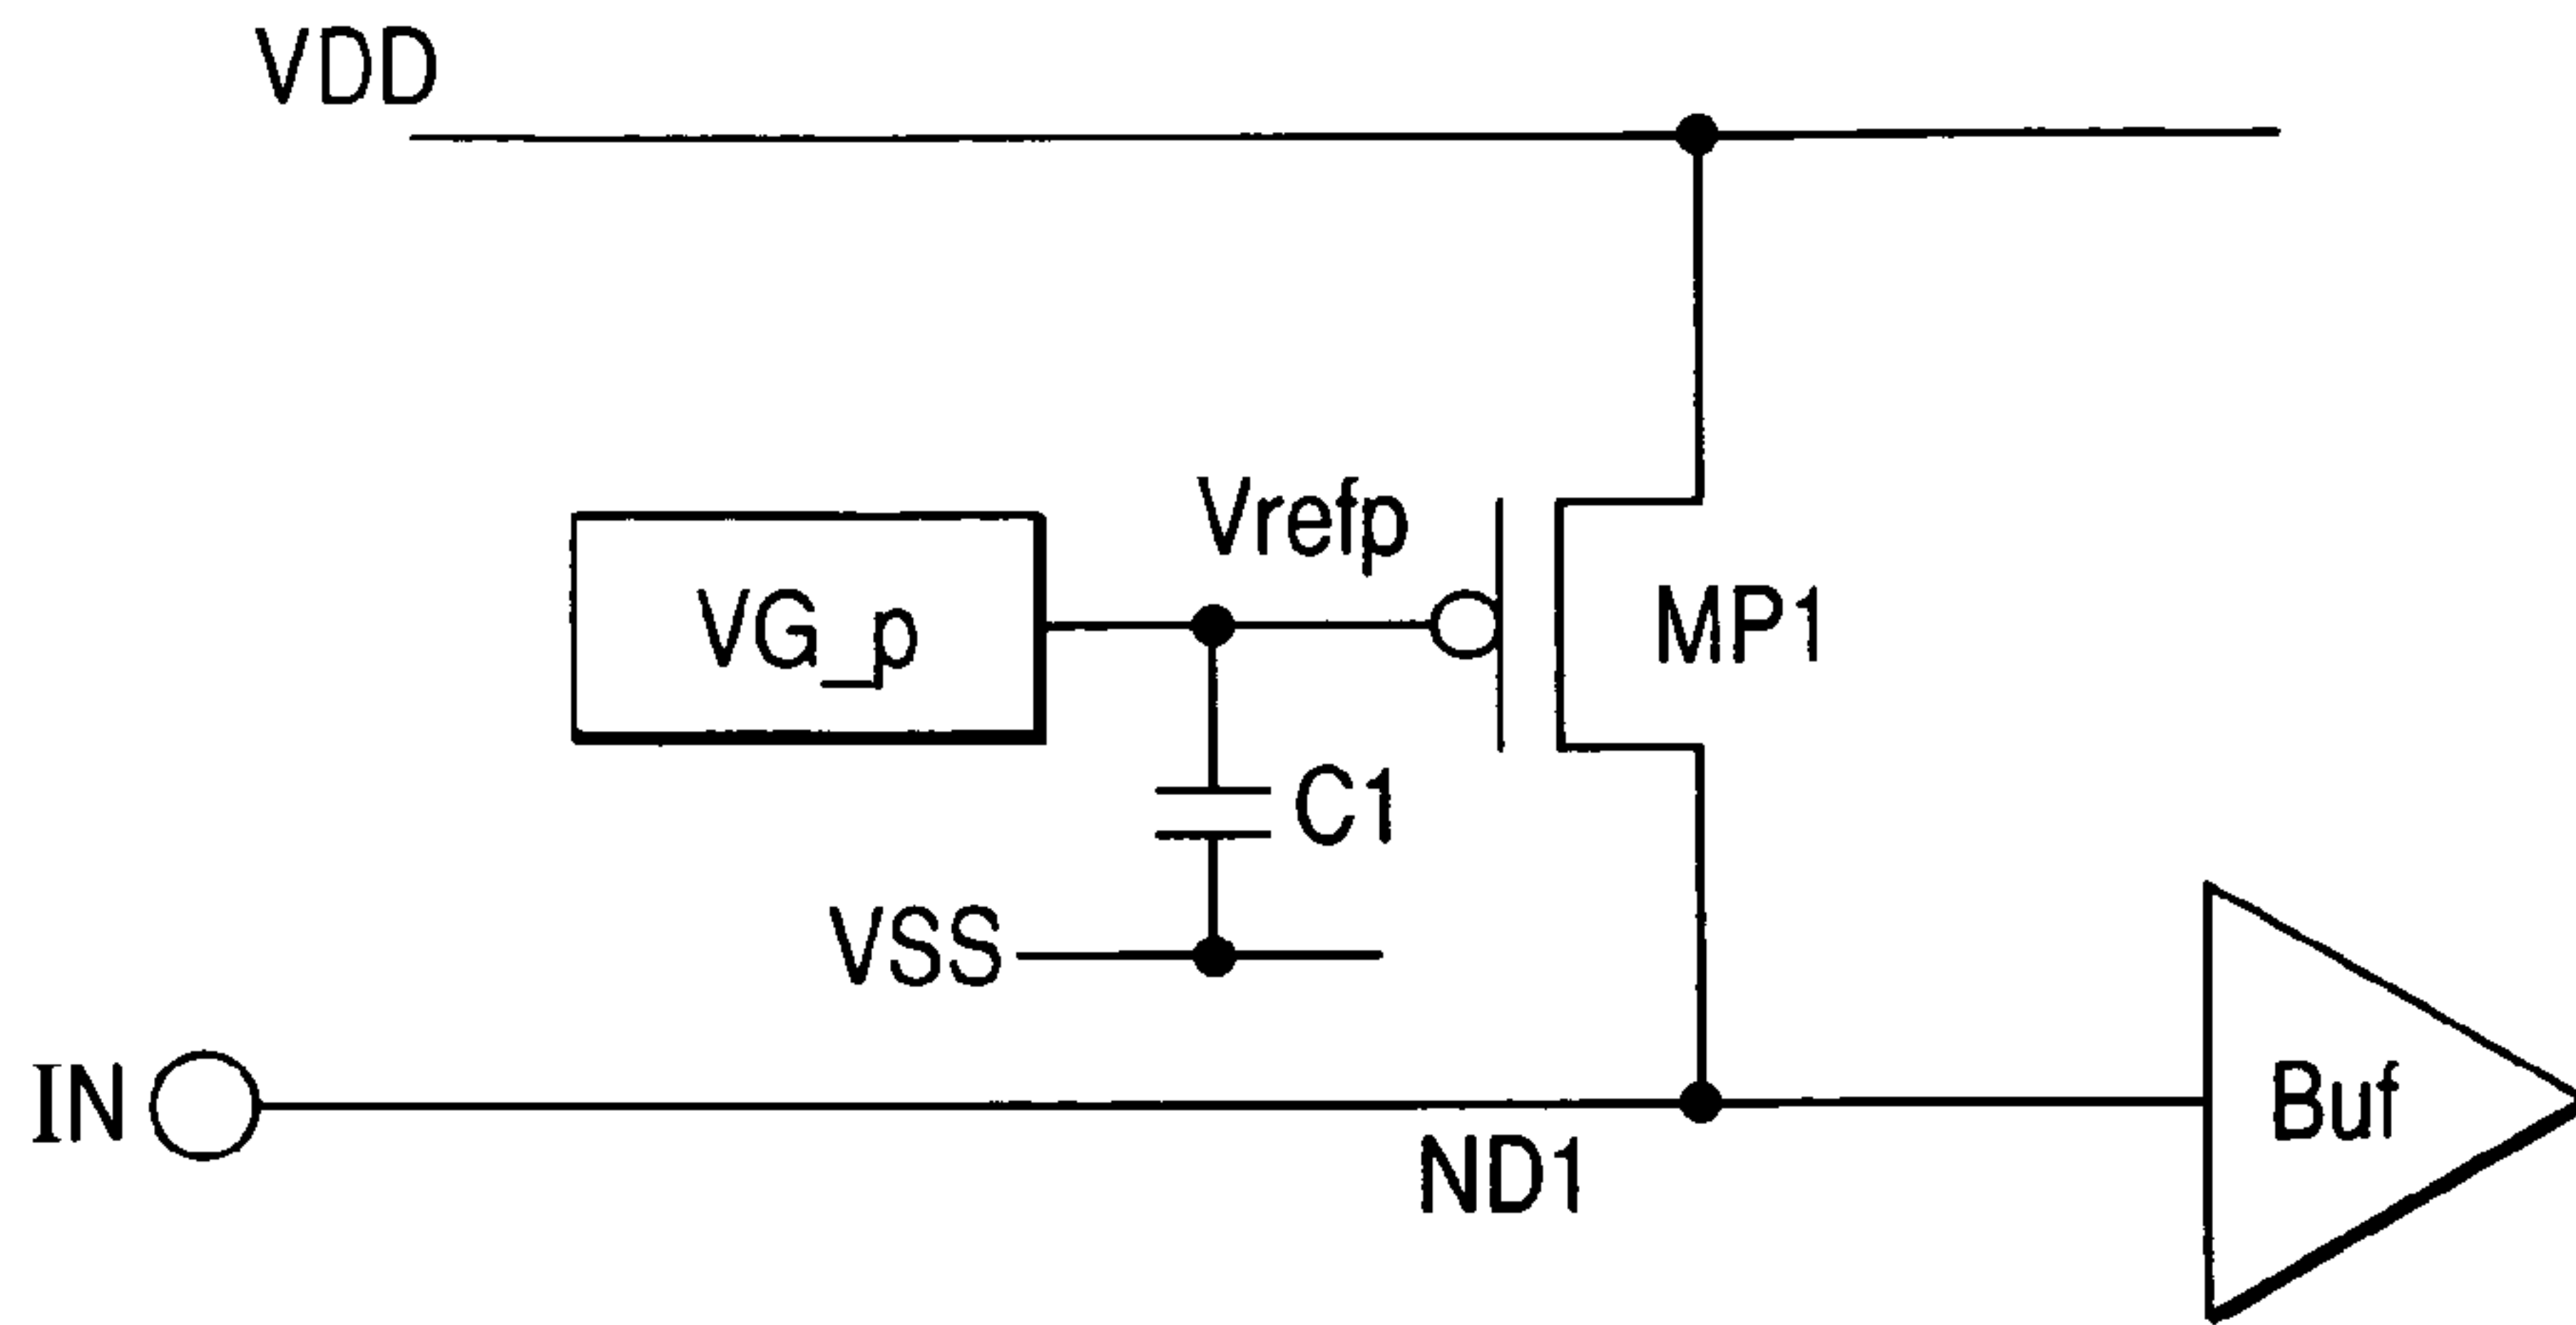 VDD
Vrefp
VG_p
MP1
C1
VSS
IN
Buf
ND1